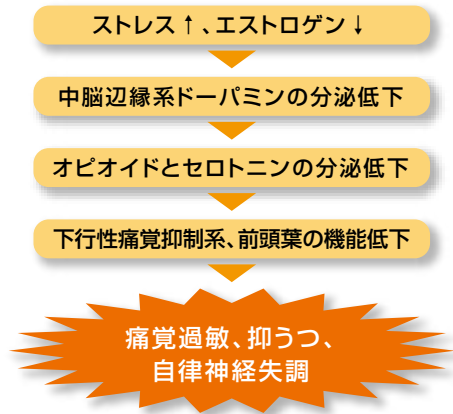 ストレス↑、エストロゲン↓
中脳辺縁系ドーパミンの分泌低下
オピオイドとセロトニンの分泌低下
下行性痛覚抑制系、前頭葉の機能低下
痛覚過敏、抑うつ、
自律神経失調